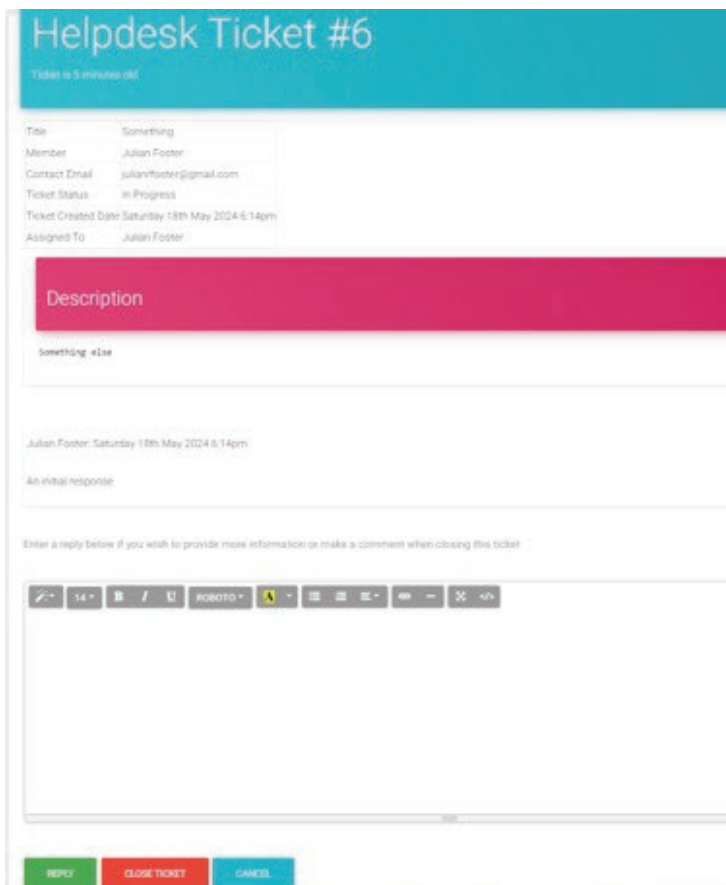 Helpdesk Ticket #6
Ticket is 5 minutes old
Title Something
Member Julian Foster
Contact Email
Ticket Status In Progress
Ticket Created Date Saturday 18th May 2024 6:14pm
Assigned To Julian Foster
Description
Something else
Julian Foster: Saturday 18th May 2024 6:14pm
An initial response
Enter a reply below if you wish to provide more information or make a comment when closing this ticket
14
B I U
ROBOTO
A
</>
REPLY CLOSE TICKET CANCEL